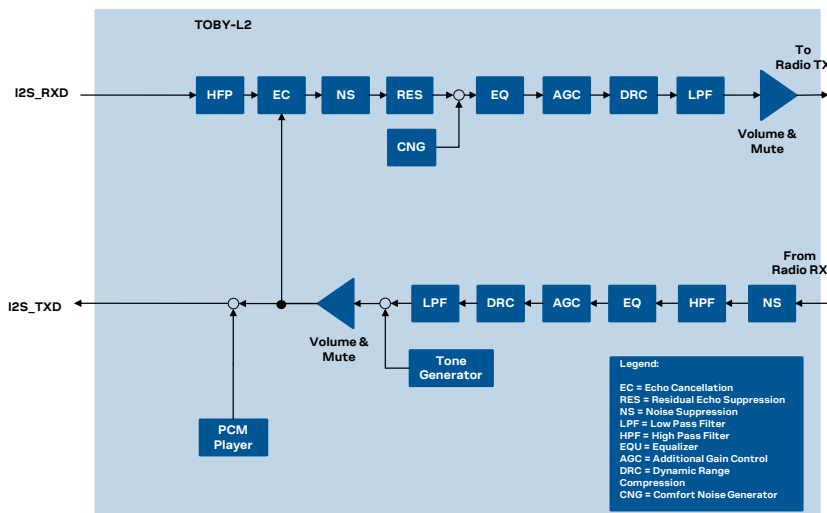 TOBY-L2
To
Radio TX
I2S_RXD
HFP
EC
NS
RES
EQ
AGC
DRC
LPF
Volume &
Mute
CNG
From
Radio RX
I2S_TXD
LPF
DRC
AGC
EQ
HPF
NS
Volume &
Mute
Tone
Generator
PCM
Player
Legend:
EC = Echo Cancellation
RES = Residual Echo Suppression
NS = Noise Suppression
LPF = Low Pass Filter
HPF = High Pass Filter
EQU = Equalizer
AGC = Additional Gain Control
DRC = Dynamic Range
Compression
CNG = Comfort Noise Generator